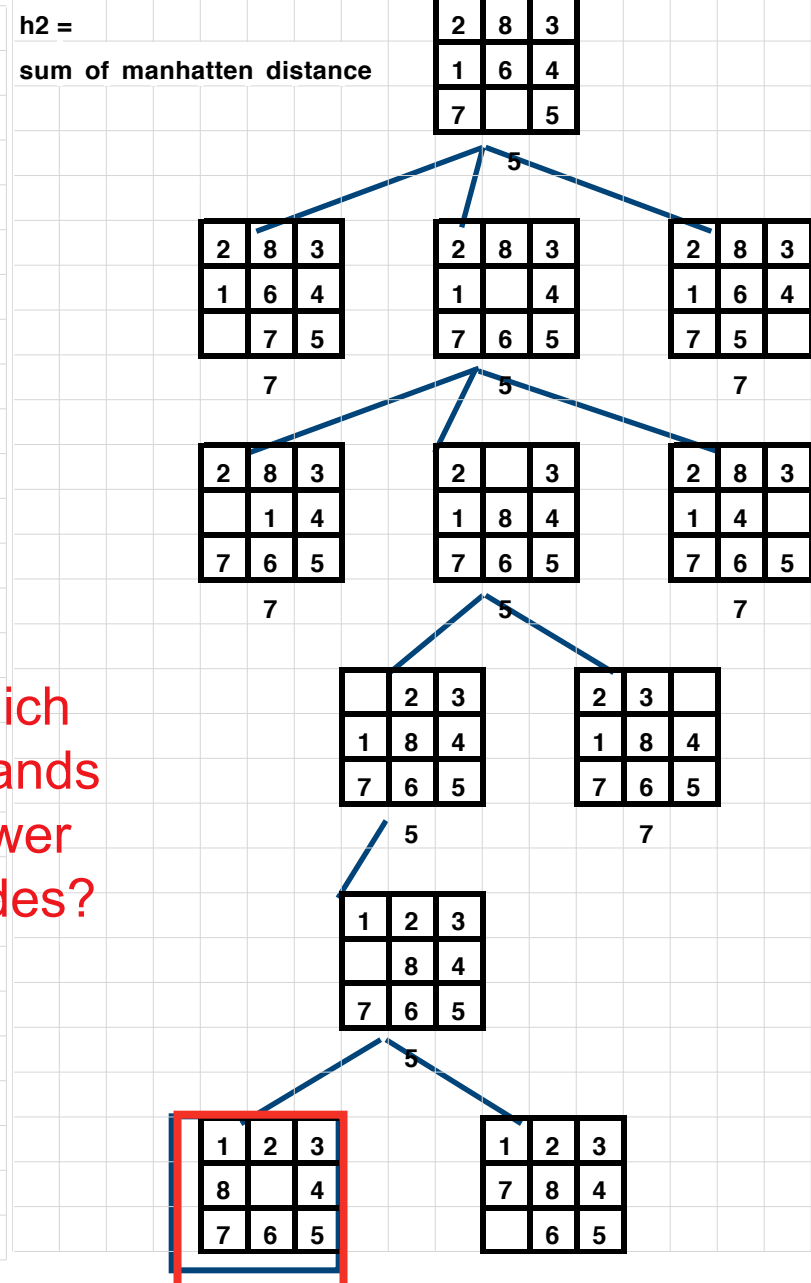 h2 =
sum of manhatten distance
2 8 3
1 6 4
7 5
5
2 8 3 2 8 3 2 8 3
1 6 4 1 4 1 6 4
7 5 7 6 5 7 5
7 5 7
2 8 3 2 3 2 8 3
1 4 1 8 4 1 4
7 6 5 7 6 5 7 6 5
7 5 7
2 3 2 3
1 8 4 1 8 4
7 6 5 7 6 5
5 7
ich
ands
wer
des?
1 2 3
8 4
7 6 5
5
1 2 3 1 2 3
8 4 7 8 4
7 6 5 6 5